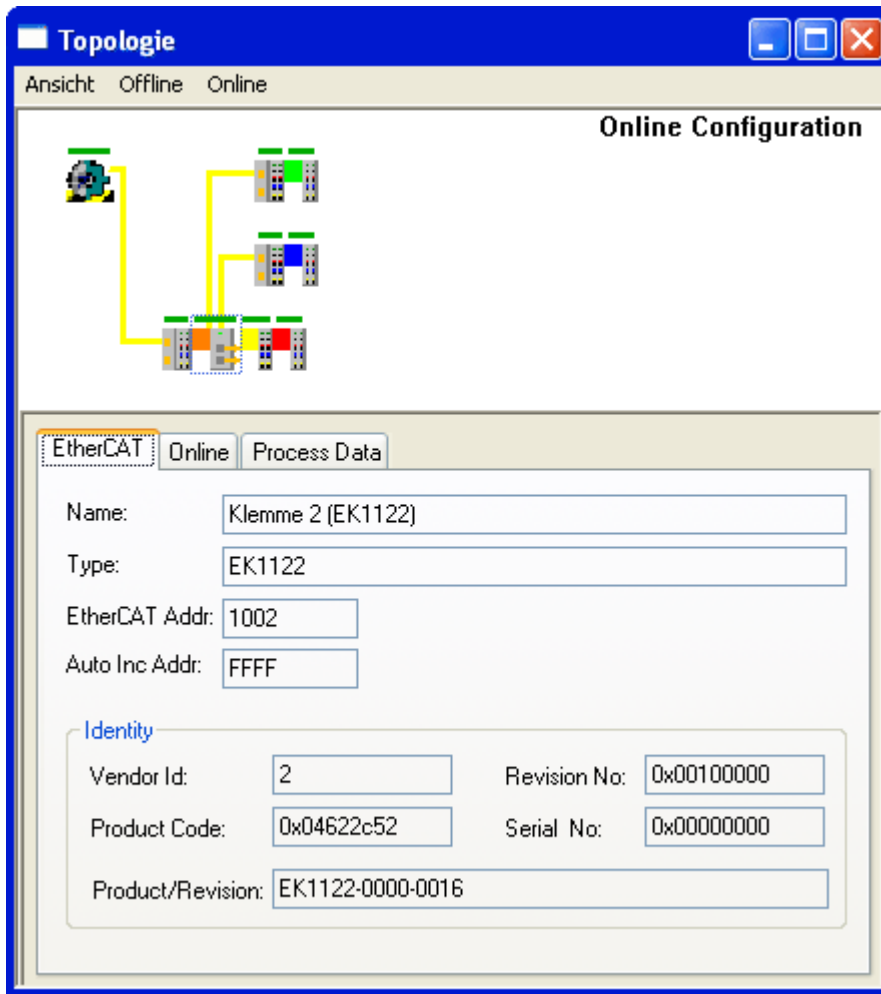 Topologie
Ansicht Offline Online
Online Configuration
EtherCAT Online Process Data
Name: Klemme 2 (EK1122)
Type: EK1122
EtherCAT Addr: 1002
Auto Inc Addr: FFFF
Identity
Vendor Id: 2 Revision No: 0x00100000
Product Code: 0x04622c52 Serial No: 0x00000000
Product/Revision: EK1122-0000-0016